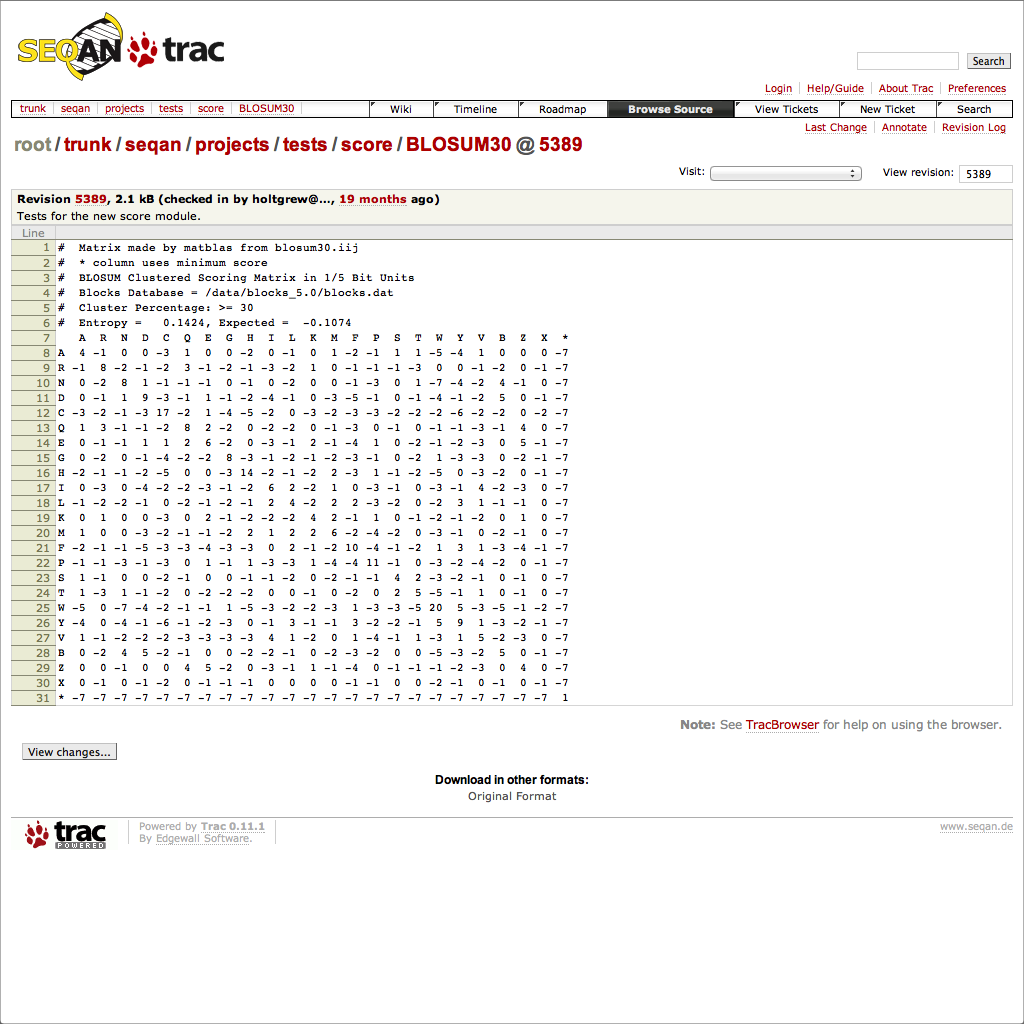 SEQAN trac
Search
Login Help/Guide About Trac Preferences
trunk seqan projects tests score BLOSUM30 Wiki Timeline Roadmap Browse Source View Tickets New Ticket Search
Last Change Annotate Revision Log
root / trunk / seqan / projects / tests / score / BLOSUM30 @ 5389
Visit: View revision: 5389
Revision 5389, 2.1 kB (checked in by holtgrew@..., 19 months ago)
Tests for the new score module.
Line
1 #  Matrix made by matblas from blosum30.iij
2 #  * column uses minimum score
3 #  BLOSUM Clustered Scoring Matrix in 1/5 Bit Units
4 #  Blocks Database = /data/blocks_5.0/blocks.dat
5 #  Cluster Percentage: >= 30
6 #  Entropy =   0.1424, Expected =  -0.1074
7    A  R  N  D  C  Q  E  G  H  I  L  K  M  F  P  S  T  W  Y  V  B  Z  X  *
8 A  4 -1  0  0 -3  1  0  0 -2  0 -1  0  1 -2 -1  1  1 -5 -4  1  0  0  0 -7
9 R -1  8 -2 -1 -2  3 -1 -2 -1 -3 -2  1  0 -1 -1 -1 -3  0  0 -1 -2  0 -1 -7
10 N  0 -2  8  1 -1 -1 -1  0 -1  0 -2  0  0 -1 -3  0  1 -7 -4 -2  4 -1  0 -7
11 D  0 -1  1  9 -3 -1  1 -1 -2 -4 -1  0 -3 -5 -1  0 -1 -4 -1 -2  5  0 -1 -7
12 C -3 -2 -1 -3 17 -2  1 -4 -5 -2  0 -3 -2 -3 -3 -2 -2 -2 -6 -2 -2  0 -2 -7
13 Q  1  3 -1 -1 -2  8  2 -2  0 -2 -2  0 -1 -3  0 -1  0 -1 -1 -3 -1  4  0 -7
14 E  0 -1 -1  1  1  2  6 -2  0 -3 -1  2 -1 -4  1  0 -2 -1 -2 -3  0  5 -1 -7
15 G  0 -2  0 -1 -4 -2 -2  8 -3 -1 -2 -1 -2 -3 -1  0 -2  1 -3 -3  0 -2 -1 -7
16 H -2 -1 -1 -2 -5  0  0 -3 14 -2 -1 -2  2 -3  1 -1 -2 -5  0 -3 -2  0 -1 -7
17 I  0 -3  0 -4 -2 -2 -3 -1 -2  6  2 -2  1  0 -3 -1  0 -3 -1  4 -2 -3  0 -7
18 L -1 -2 -2 -1  0 -2 -1 -2 -1  2  4 -2  2  2 -3 -2  0 -2  3  1 -1 -1  0 -7
19 K  0  1  0  0 -3  0  2 -1 -2 -2 -2  4  2 -1  1  0 -1 -2 -1 -2  0  1  0 -7
20 M  1  0  0 -3 -2 -1 -1 -2  2  1  2  2  6 -2 -4 -2  0 -3 -1  0 -2 -1  0 -7
21 F -2 -1 -1 -5 -3 -3 -4 -3 -3  0  2 -1 -2 10 -4 -1 -2  1  3  1 -3 -4 -1 -7
22 P -1 -1 -3 -1 -3  0  1 -1  1 -3 -3  1 -4 -4 11 -1  0 -3 -2 -4 -2  0 -1 -7
23 S  1 -1  0  0 -2 -1  0  0 -1 -1 -2  0 -2 -1 -1  4  2 -3 -2 -1  0 -1  0 -7
24 T  1 -3  1 -1 -2  0 -2 -2 -2  0  0 -1  0 -2  0  2  5 -5 -1  1  0 -1  0 -7
25 W -5  0 -7 -4 -2 -1 -1  1 -5 -3 -2 -2 -3  1 -3 -3 -5 20  5 -3 -5 -1 -2 -7
26 Y -4  0 -4 -1 -6 -1 -2 -3  0 -1  3 -1 -1  3 -2 -2 -1  5  9  1 -3 -2 -1 -7
27 V  1 -1 -2 -2 -2 -3 -3 -3 -3  4  1 -2  0  1 -4 -1  1 -3  1  5 -2 -3  0 -7
28 B  0 -2  4  5 -2 -1  0  0 -2 -2 -1  0 -2 -3 -2  0  0 -5 -3 -2  5  0 -1 -7
29 Z  0  0 -1  0  0  4  5 -2  0 -3 -1  1 -1 -4  0 -1 -1 -1 -2 -3  0  4  0 -7
30 X  0 -1  0 -1 -2  0 -1 -1 -1  0  0  0  0 -1 -1  0  0 -2 -1  0 -1  0 -1 -7
31 * -7 -7 -7 -7 -7 -7 -7 -7 -7 -7 -7 -7 -7 -7 -7 -7 -7 -7 -7 -7 -7 -7 -7  1
Note: See TracBrowser for help on using the browser.
View changes...
Download in other formats:
Original Format
trac POWERED
Powered by Trac 0.11.1
By Edgewall Software.
www.seqan.de